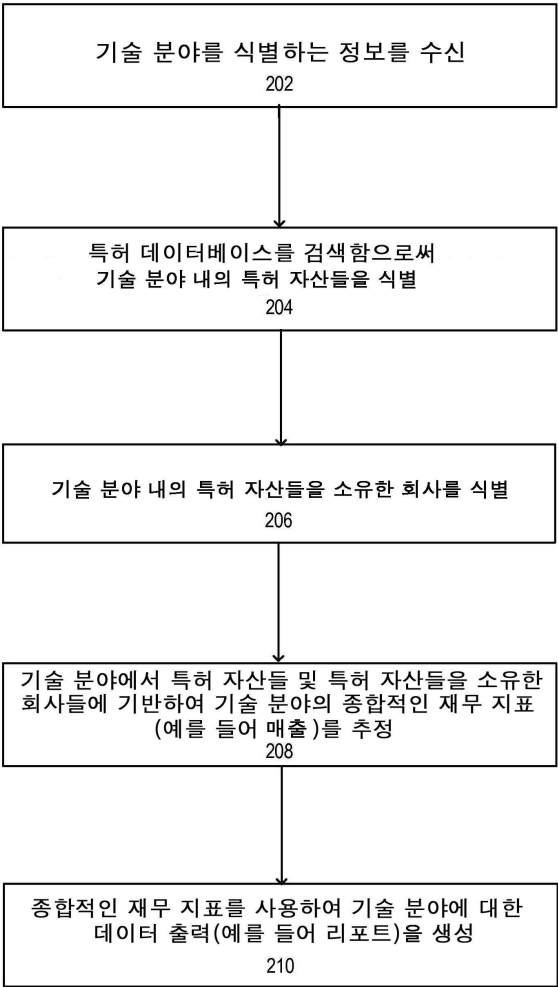 기술 분야를 식별하는 정보를 수신
202
특허 데이터베이스를 검색함으로써
기술 분야 내의 특허 자산들을 식별
204
기술 분야 내의 특허 자산들을 소유한 회사를 식별
206
기술 분야에서 특허 자산들 및 특허 자산들을 소유한
회사들에 기반하여 기술 분야의 종합적인 재무 지표
(예를 들어 매출)를 추정
208
종합적인 재무 지표를 사용하여 기술 분야에 대한
데이터 출력(예를 들어 리포트)을 생성
210